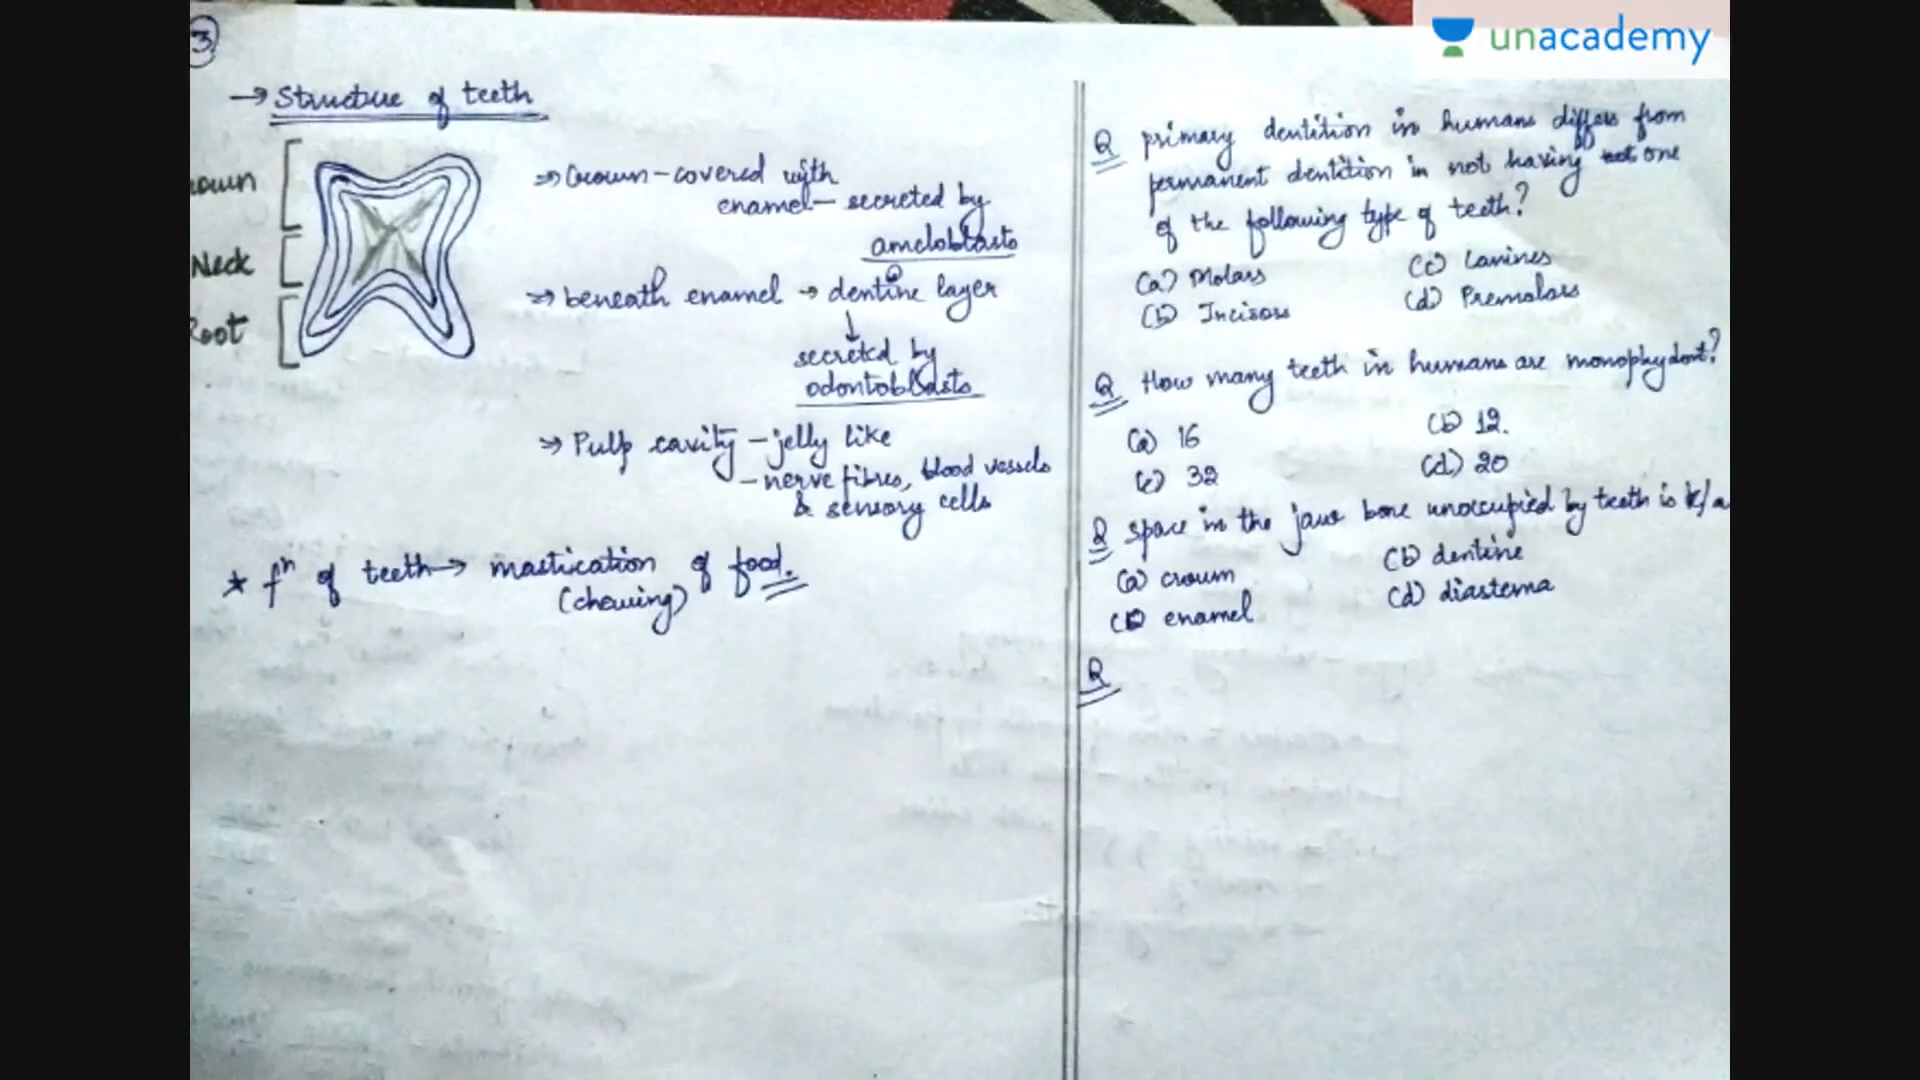 unacademy
3
→ Structure of teeth
rown
Neck
Root
⇒ Crown - covered with
enamel - secreted by
ameloblasts
⇒ beneath enamel → dentine layer
↓
secreted by
odontoblasts
⇒ Pulp cavity - jelly like
- nerve fibres, blood vessels
& sensory cells
* fⁿ of teeth → mastication of food.
(chewing)
Q primary dentition in humans differs from
permanent dentition in not having one
of the following type of teeth?
(a) Molars (c) Canines
(b) Incisors (d) Premolars
Q How many teeth in humans are monophydont?
(a) 16 (b) 12.
(c) 32 (d) 20
Q space in the jaw bone unoccupied by teeth is k/a
(a) crown (b) dentine
(c) enamel (d) diastema
Q